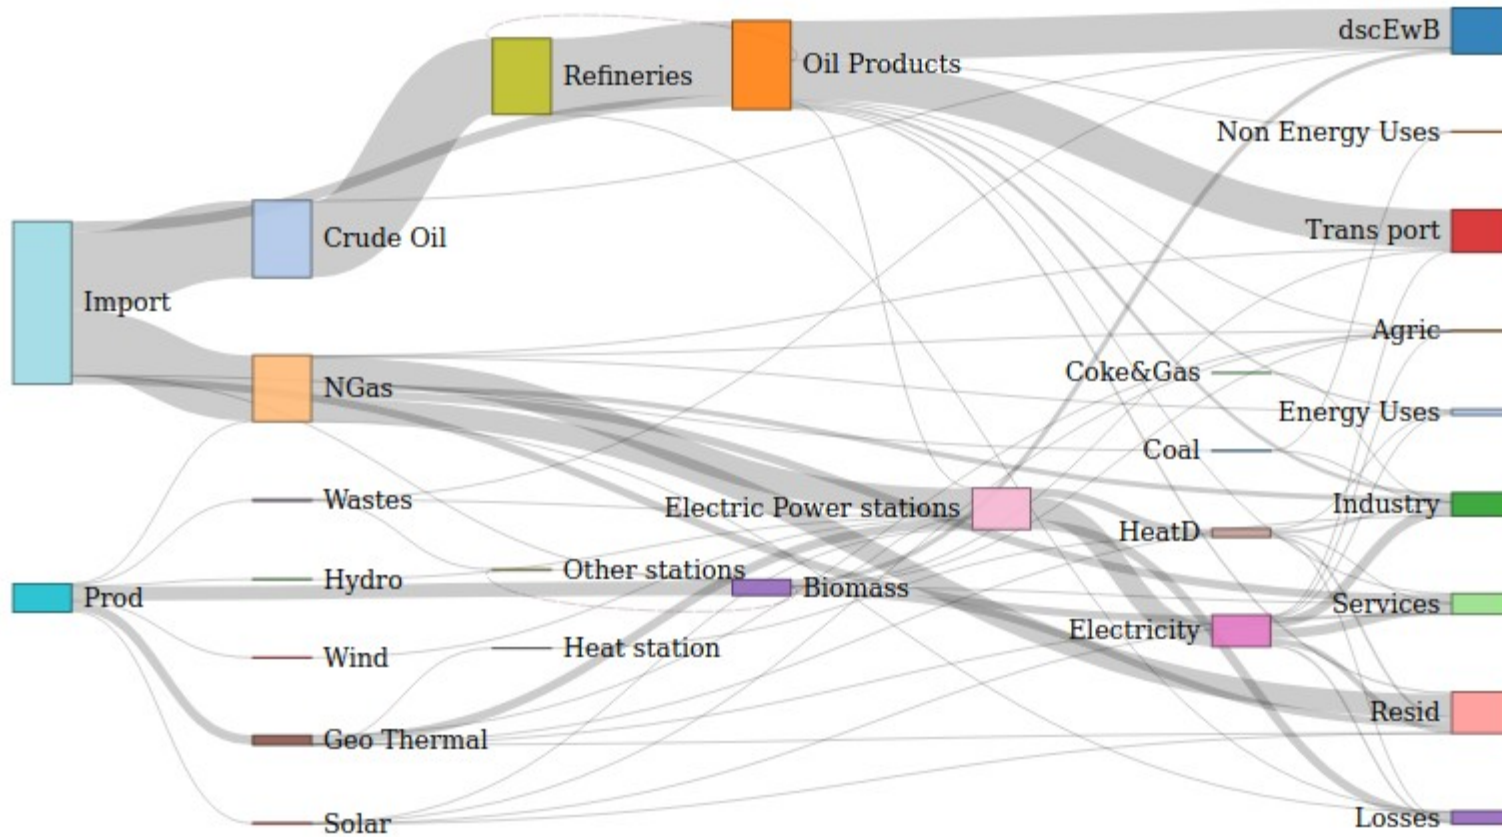 dscEwB
Oil Products
Refineries
Non Energy Uses
Trans port
Crude Oil
Import
Agric
Coke&Gas
NGas
Energy Uses
Coal
Wastes
Electric Power stations
Industry
HeatD
Other stations
Hydro
Biomass
Prod
Services
Electricity
Heat station
Wind
Resid
Geo Thermal
Losses
Solar